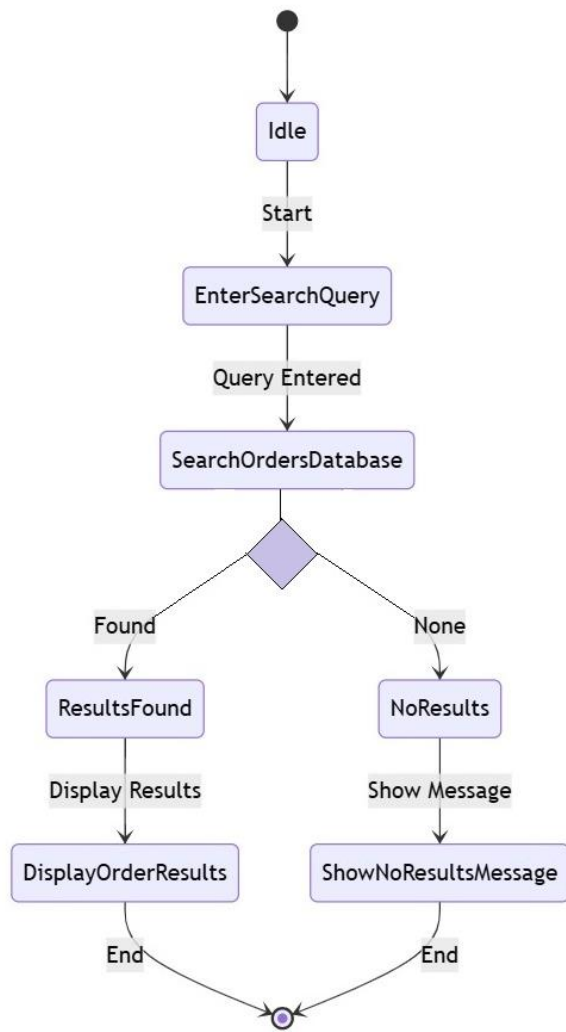 Idle
Start
EnterSearchQuery
Query Entered
SearchOrdersDatabase
Found
None
ResultsFound
NoResults
Display Results
Show Message
DisplayOrderResults
ShowNoResultsMessage
End
End